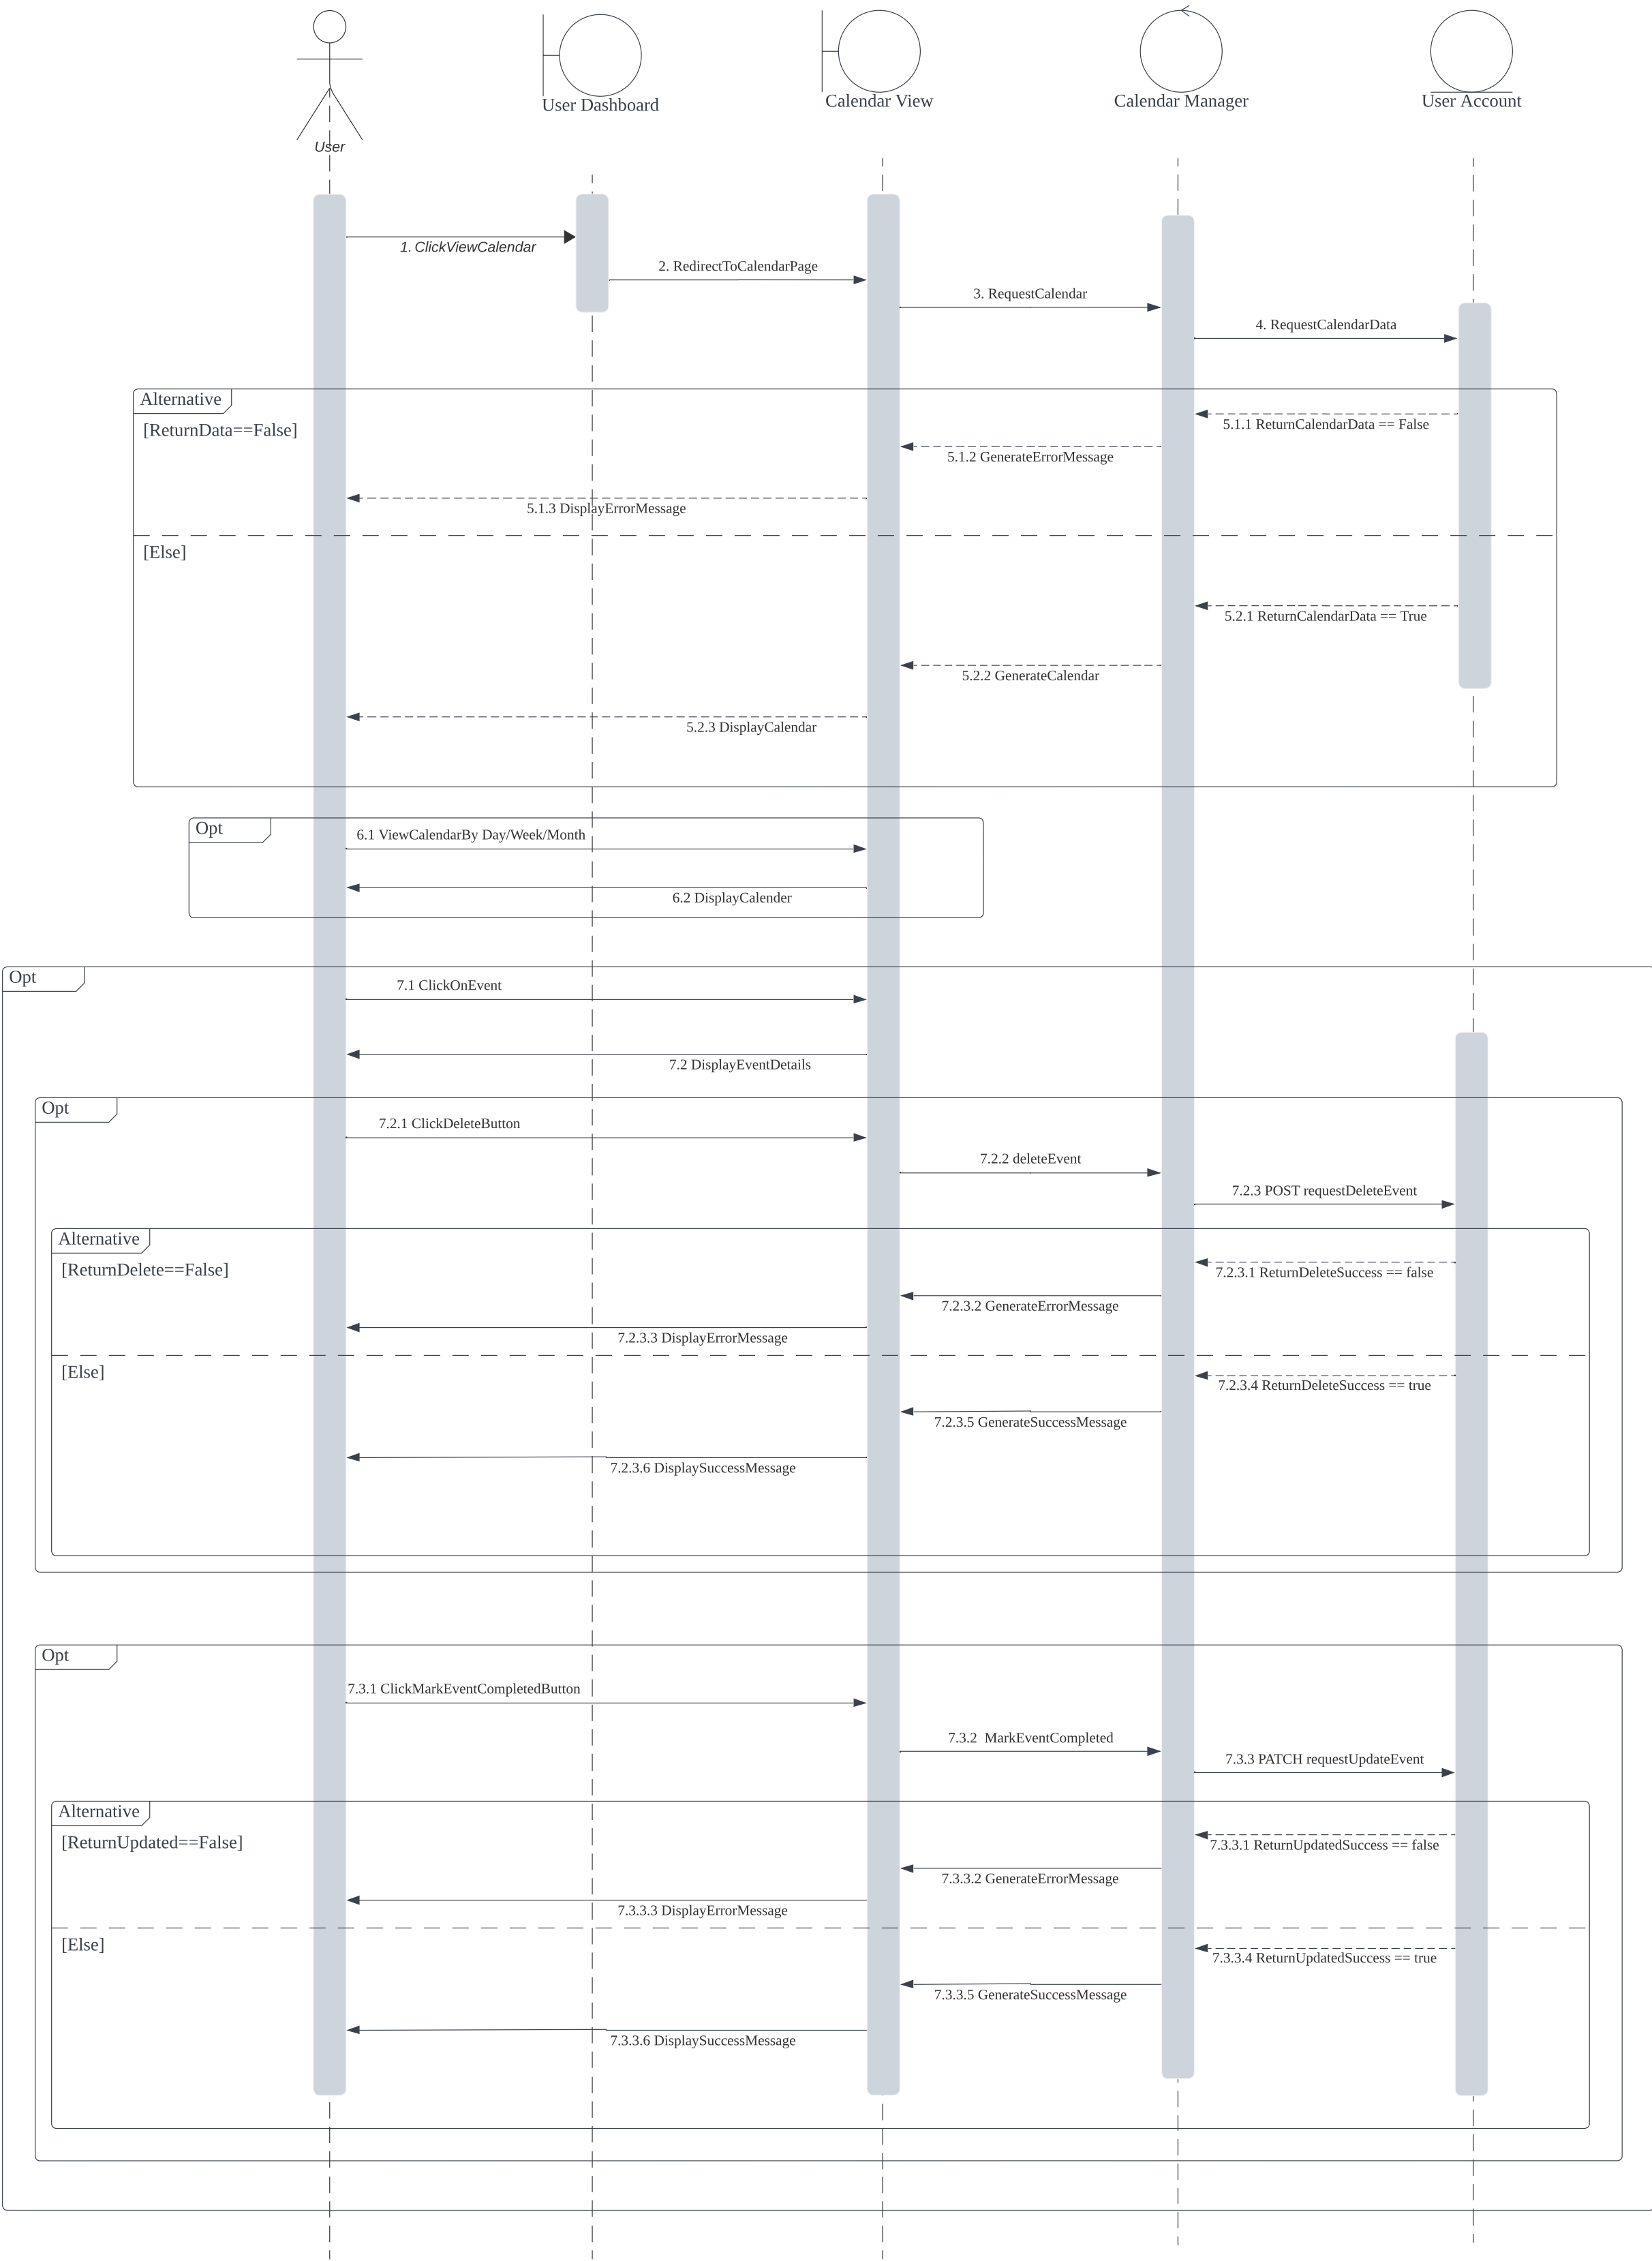 User
User Dashboard
Calendar View
Calendar Manager
User Account
1. ClickViewCalendar
2. RedirectToCalendarPage
3. RequestCalendar
4. RequestCalendarData
Alternative
[ReturnData==False]
5.1.1 ReturnCalendarData == False
5.1.2 GenerateErrorMessage
5.1.3 DisplayErrorMessage
[Else]
5.2.1 ReturnCalendarData == True
5.2.2 GenerateCalendar
5.2.3 DisplayCalendar
Opt
6.1 ViewCalendarBy Day/Week/Month
6.2 DisplayCalender
Opt
7.1 ClickOnEvent
7.2 DisplayEventDetails
Opt
7.2.1 ClickDeleteButton
7.2.2 deleteEvent
7.2.3 POST requestDeleteEvent
Alternative
[ReturnDelete==False]
7.2.3.1 ReturnDeleteSuccess == false
7.2.3.2 GenerateErrorMessage
7.2.3.3 DisplayErrorMessage
[Else]
7.2.3.4 ReturnDeleteSuccess == true
7.2.3.5 GenerateSuccessMessage
7.2.3.6 DisplaySuccessMessage
Opt
7.3.1 ClickMarkEventCompletedButton
7.3.2 MarkEventCompleted
7.3.3 PATCH requestUpdateEvent
Alternative
[ReturnUpdated==False]
7.3.3.1 ReturnUpdatedSuccess == false
7.3.3.2 GenerateErrorMessage
7.3.3.3 DisplayErrorMessage
[Else]
7.3.3.4 ReturnUpdatedSuccess == true
7.3.3.5 GenerateSuccessMessage
7.3.3.6 DisplaySuccessMessage